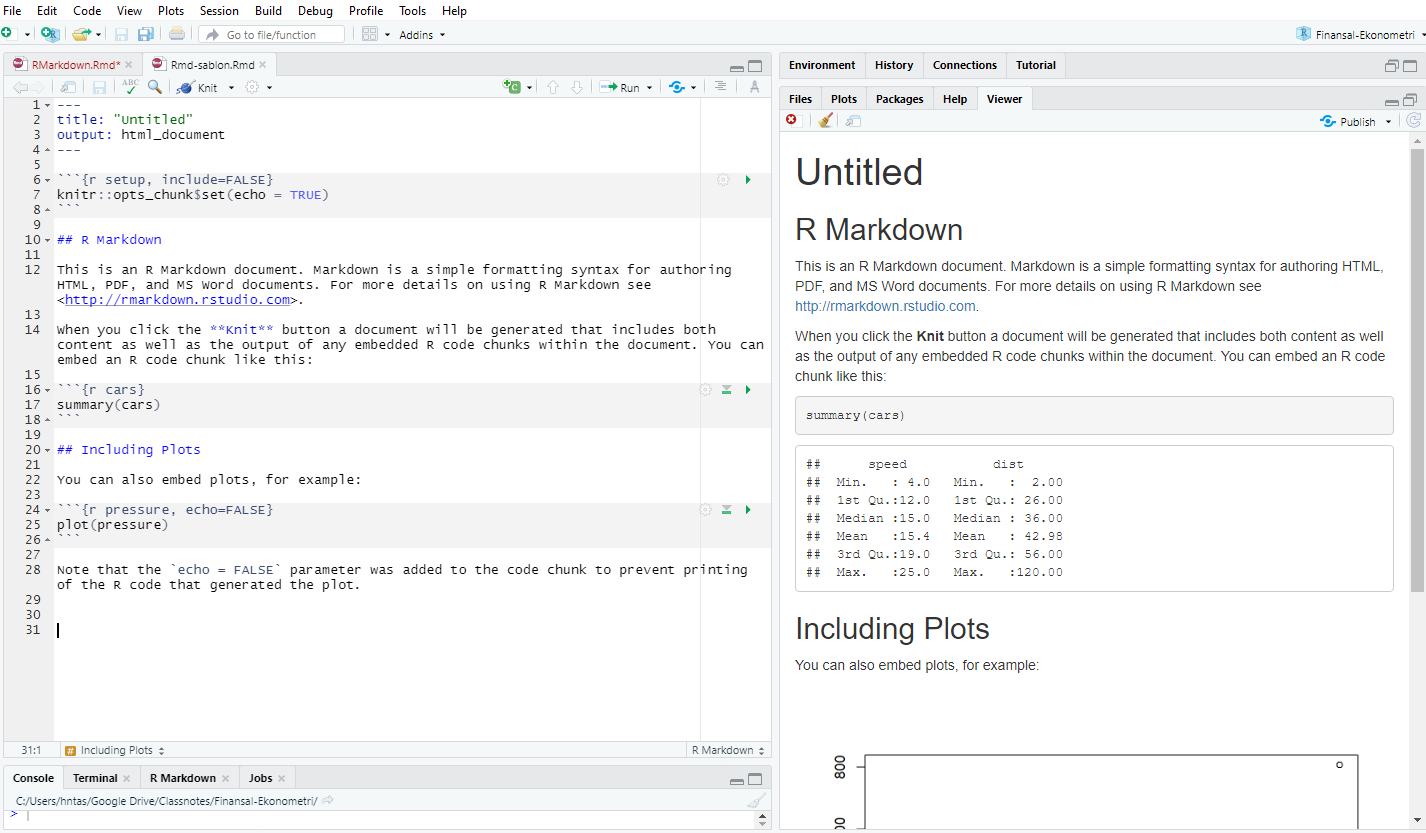 File Edit Code View Plots Session Build Debug Profile Tools Help
Go to file/function Addins Finansal-Ekonometri
RMarkdown.Rmd* Rmd-sablon.Rmd
ABC Knit Run
1 ---
2 title: "Untitled"
3 output: html_document
4 ---
5
6 ```{r setup, include=FALSE}
7 knitr::opts_chunk$set(echo = TRUE)
8 ```
9
10 ## R Markdown
11
12 This is an R Markdown document. Markdown is a simple formatting syntax for authoring
HTML, PDF, and MS Word documents. For more details on using R Markdown see
<http://rmarkdown.rstudio.com>.
13
14 When you click the **Knit** button a document will be generated that includes both
content as well as the output of any embedded R code chunks within the document. You can
embed an R code chunk like this:
15
16 ```{r cars}
17 summary(cars)
18 ```
19
20 ## Including Plots
21
22 You can also embed plots, for example:
23
24 ```{r pressure, echo=FALSE}
25 plot(pressure)
26 ```
27
28 Note that the `echo = FALSE` parameter was added to the code chunk to prevent printing
of the R code that generated the plot.
29
30
31
31:1 Including Plots R Markdown
Console Terminal R Markdown Jobs
C:/Users/hntas/Google Drive/Classnotes/Finansal-Ekonometri/
>
Environment History Connections Tutorial
Files Plots Packages Help Viewer
Publish
Untitled
R Markdown
This is an R Markdown document. Markdown is a simple formatting syntax for authoring HTML,
PDF, and MS Word documents. For more details on using R Markdown see
http://rmarkdown.rstudio.com.
When you click the Knit button a document will be generated that includes both content as well
as the output of any embedded R code chunks within the document. You can embed an R code
chunk like this:
summary(cars)
##      speed           dist
##  Min.   : 4.0   Min.   :  2.00
##  1st Qu.:12.0   1st Qu.: 26.00
##  Median :15.0   Median : 36.00
##  Mean   :15.4   Mean   : 42.98
##  3rd Qu.:19.0   3rd Qu.: 56.00
##  Max.   :25.0   Max.   :120.00
Including Plots
You can also embed plots, for example:
800